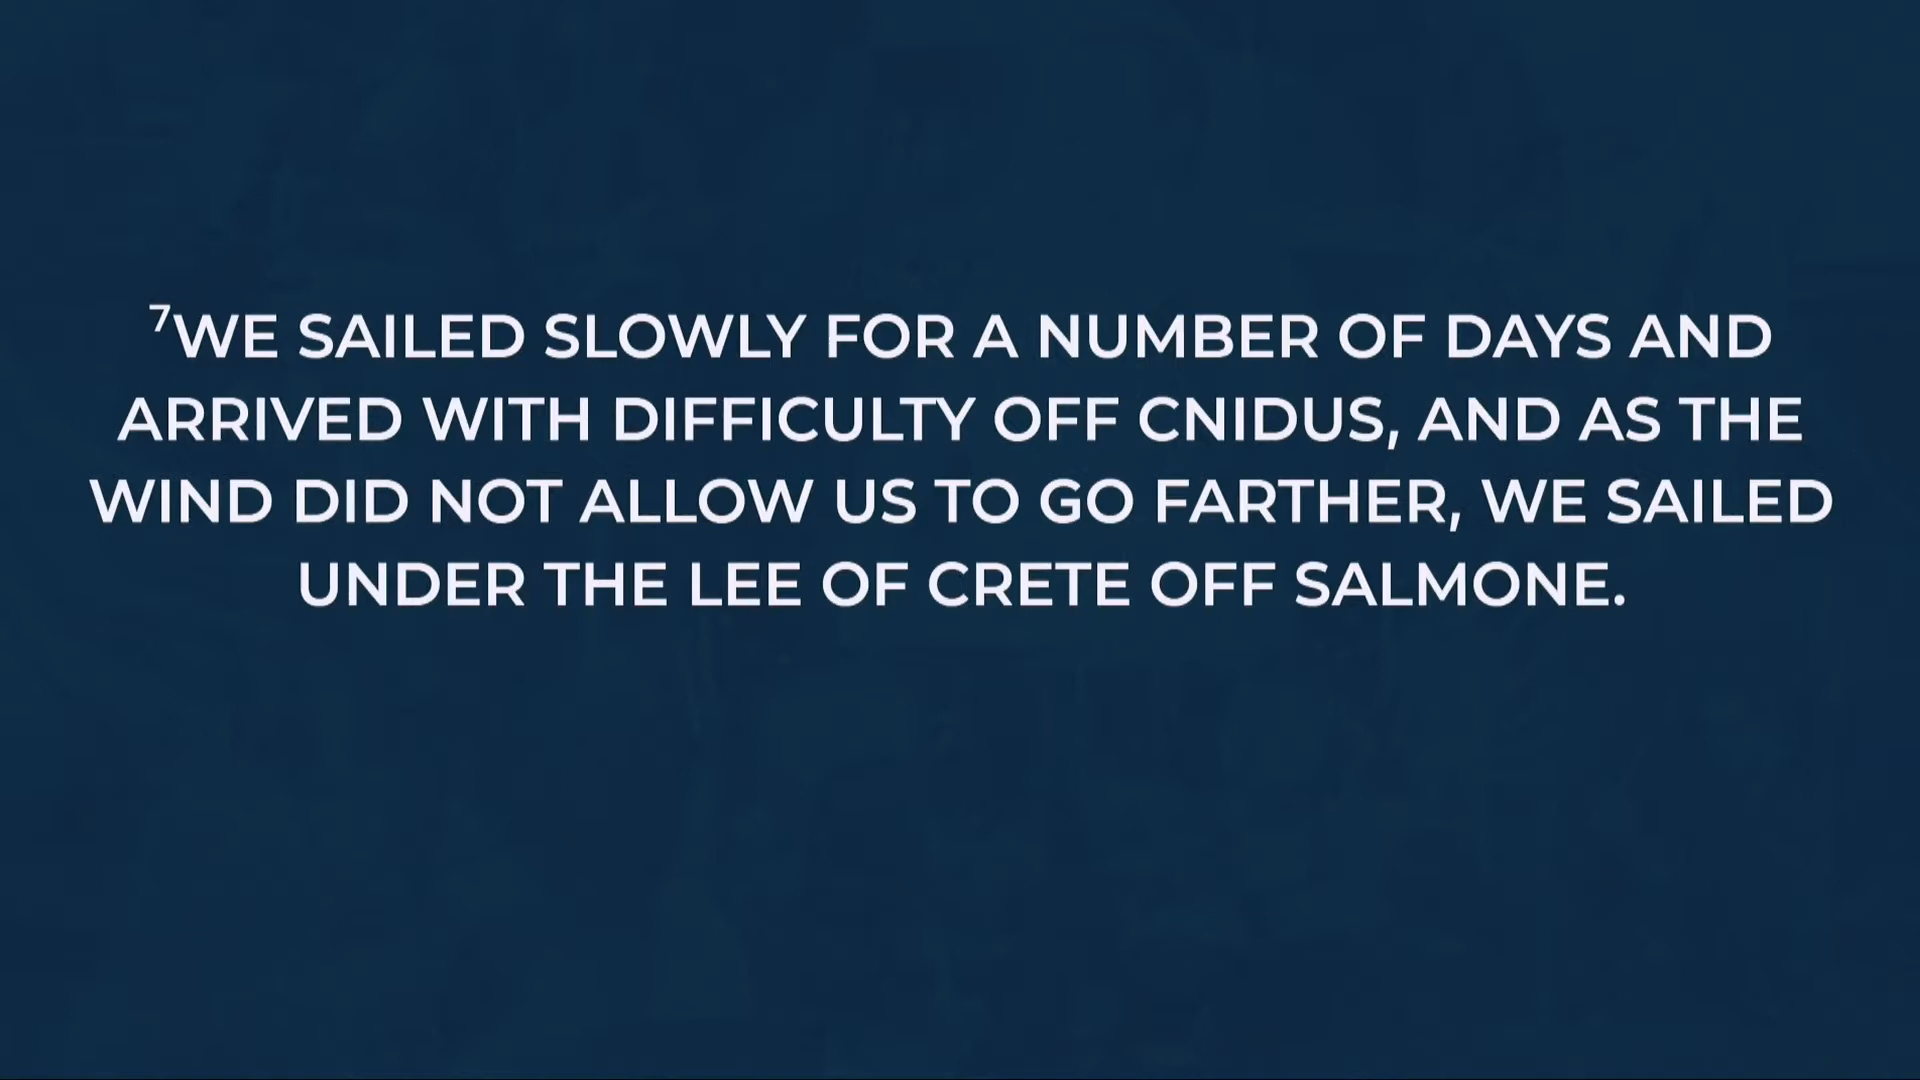 ⁷WE SAILED SLOWLY FOR A NUMBER OF DAYS AND
ARRIVED WITH DIFFICULTY OFF CNIDUS, AND AS THE
WIND DID NOT ALLOW US TO GO FARTHER, WE SAILED
UNDER THE LEE OF CRETE OFF SALMONE.